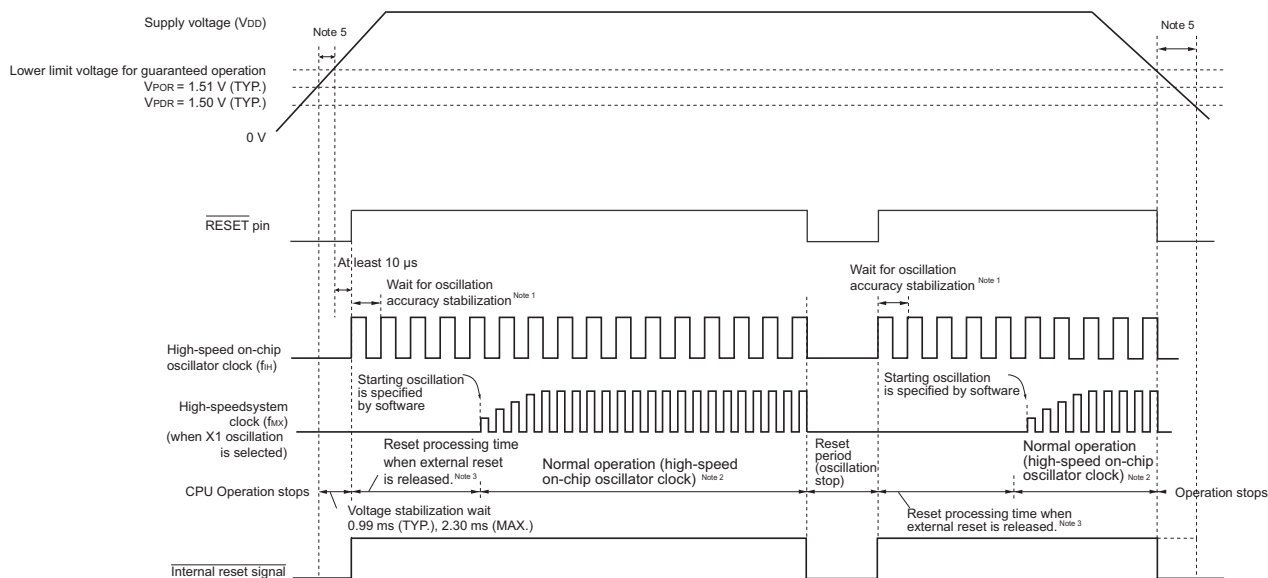 Supply voltage (VDD)
Note 5
Note 5
Lower limit voltage for guaranteed operation
VPOR = 1.51 V (TYP.)
VPDR = 1.50 V (TYP.)
0 V
RESET pin
At least 10 µs
Wait for oscillation
accuracy stabilization Note 1
Wait for oscillation
accuracy stabilization Note 1
High-speed on-chip
oscillator clock (fIH)
Starting oscillation
is specified
by software
Starting oscillation
is specified
by software
High-speedsystem
clock (fMX)
(when X1 oscillation
is selected)
Reset processing time
when external reset
is released. Note 3
Normal operation (high-speed
on-chip oscillator clock) Note 2
Reset
period
(oscillation
stop)
Normal operation
(high-speed on-chip
oscillator clock) Note 2
CPU Operation stops
Operation stops
Voltage stabilization wait
0.99 ms (TYP.), 2.30 ms (MAX.)
Reset processing time when
external reset is released. Note 3
Internal reset signal